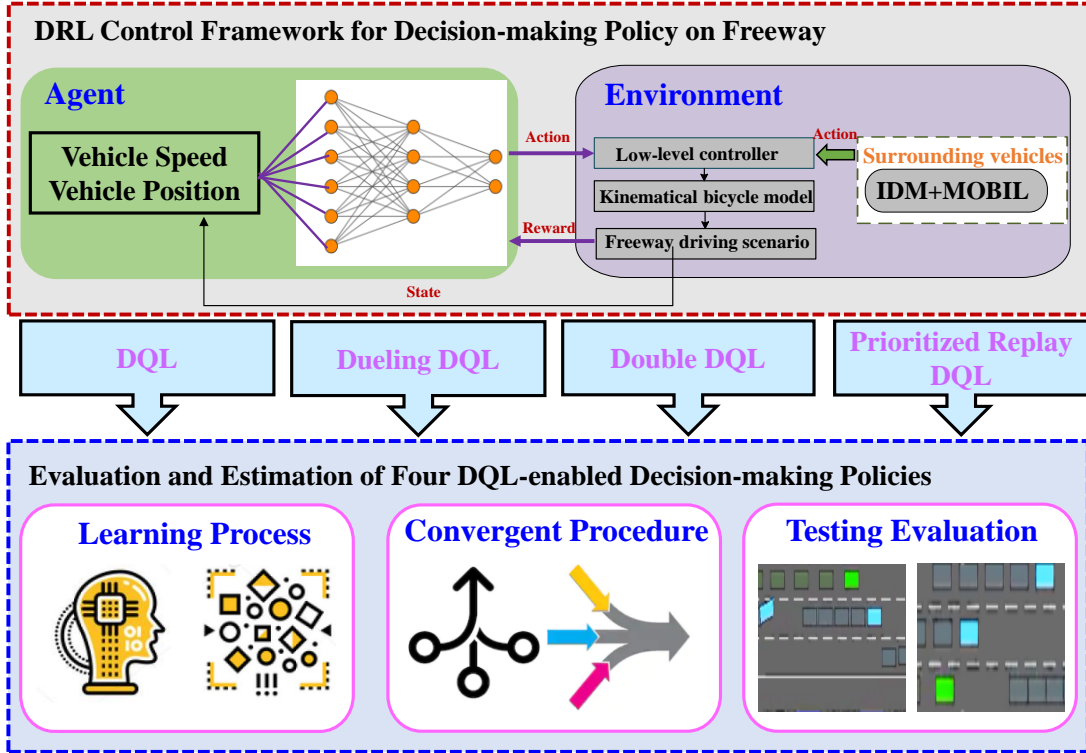 DRL Control Framework for Decision-making Policy on Freeway
Agent
Vehicle Speed
Vehicle Position
Action
Reward
State
Environment
Low-level controller
Kinematical bicycle model
Freeway driving scenario
Action
Surrounding vehicles
IDM+MOBIL
DQL
Dueling DQL
Double DQL
Prioritized Replay
DQL
Evaluation and Estimation of Four DQL-enabled Decision-making Policies
Learning Process
01
10
Convergent Procedure
Testing Evaluation